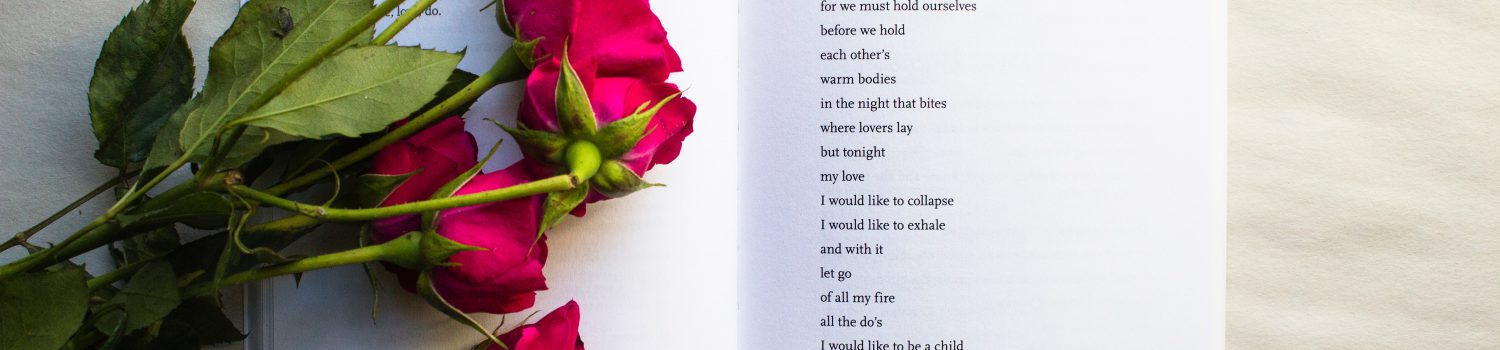 do.
for we must hold ourselves
before we hold
each other’s
warm bodies
in the night that bites
where lovers lay
but tonight
my love
I would like to collapse
I would like to exhale
and with it
let go
of all my fire
all the do’s
I would like to be a child